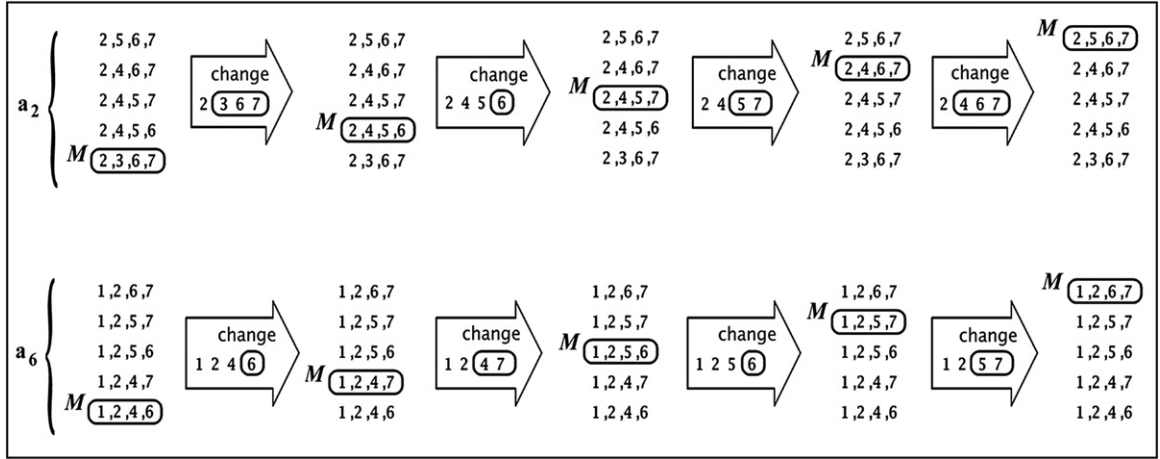 a2
2,5,6,7
2,4,6,7
2,4,5,7
2,4,5,6
M 2,3,6,7
change
2 3 6 7
2,5,6,7
2,4,6,7
2,4,5,7
M 2,4,5,6
2,3,6,7
change
2 4 5 6
2,5,6,7
2,4,6,7
M 2,4,5,7
2,4,5,6
2,3,6,7
change
2 4 5 7
2,5,6,7
M 2,4,6,7
2,4,5,7
2,4,5,6
2,3,6,7
change
2 4 6 7
M 2,5,6,7
2,4,6,7
2,4,5,7
2,4,5,6
2,3,6,7
a6
1,2,6,7
1,2,5,7
1,2,5,6
1,2,4,7
M 1,2,4,6
change
1 2 4 6
1,2,6,7
1,2,5,7
1,2,5,6
M 1,2,4,7
1,2,4,6
change
1 2 4 7
1,2,6,7
1,2,5,7
M 1,2,5,6
1,2,4,7
1,2,4,6
change
1 2 5 6
1,2,6,7
M 1,2,5,7
1,2,5,6
1,2,4,7
1,2,4,6
change
1 2 5 7
M 1,2,6,7
1,2,5,7
1,2,5,6
1,2,4,7
1,2,4,6